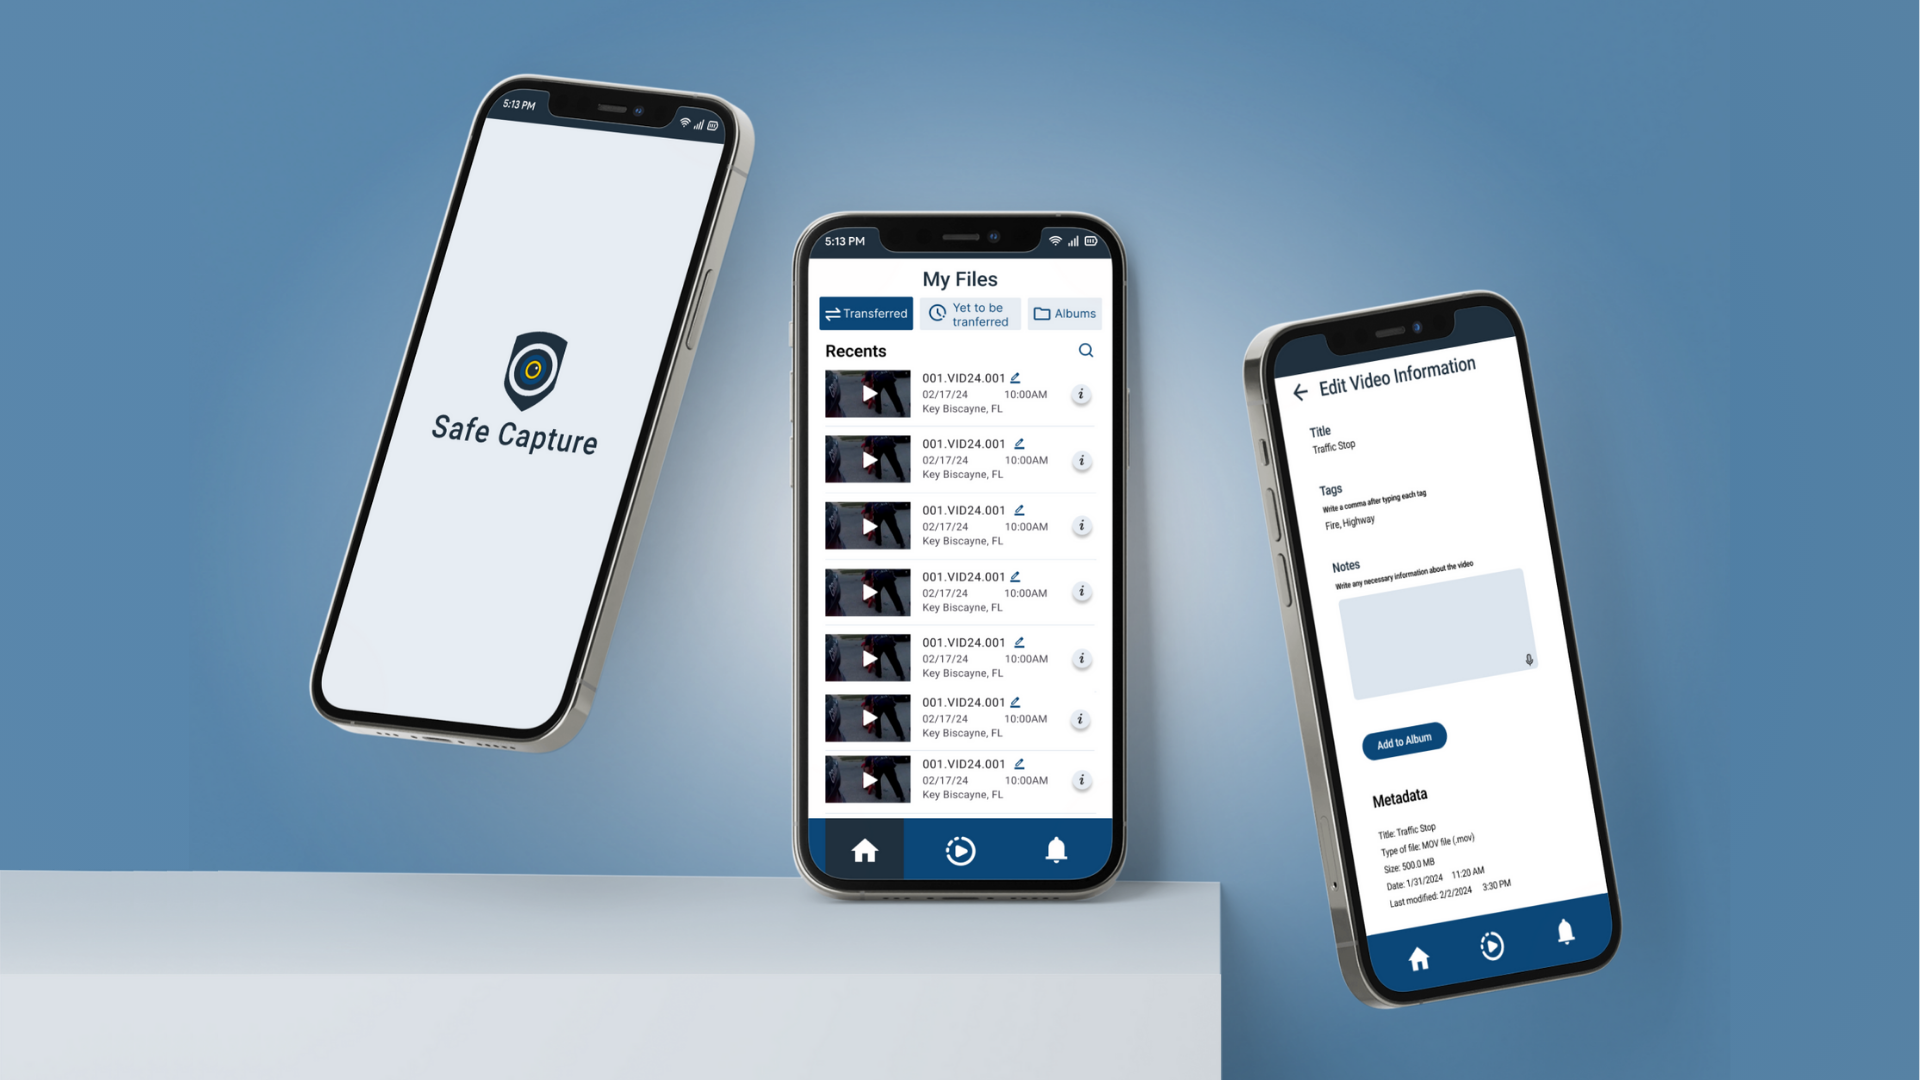 5:13 PM
Safe Capture
5:13 PM
My Files
Transferred
Yet to be
tranferred
Albums
Recents
001.VID24.001
02/17/24 10:00AM
Key Biscayne, FL
001.VID24.001
02/17/24 10:00AM
Key Biscayne, FL
001.VID24.001
02/17/24 10:00AM
Key Biscayne, FL
001.VID24.001
02/17/24 10:00AM
Key Biscayne, FL
001.VID24.001
02/17/24 10:00AM
Key Biscayne, FL
001.VID24.001
02/17/24 10:00AM
Key Biscayne, FL
001.VID24.001
02/17/24 10:00AM
Key Biscayne, FL
Edit Video Information
Title
Traffic Stop
Tags
Write a comma after typing each tag
Fire, Highway
Notes
Write any necessary information about the video
Add to Album
Metadata
Title: Traffic Stop
Type of file: MOV file (.mov)
Size: 500.0 MB
Date: 1/31/2024 11:20 AM
Last modified: 2/2/2024 3:30 PM